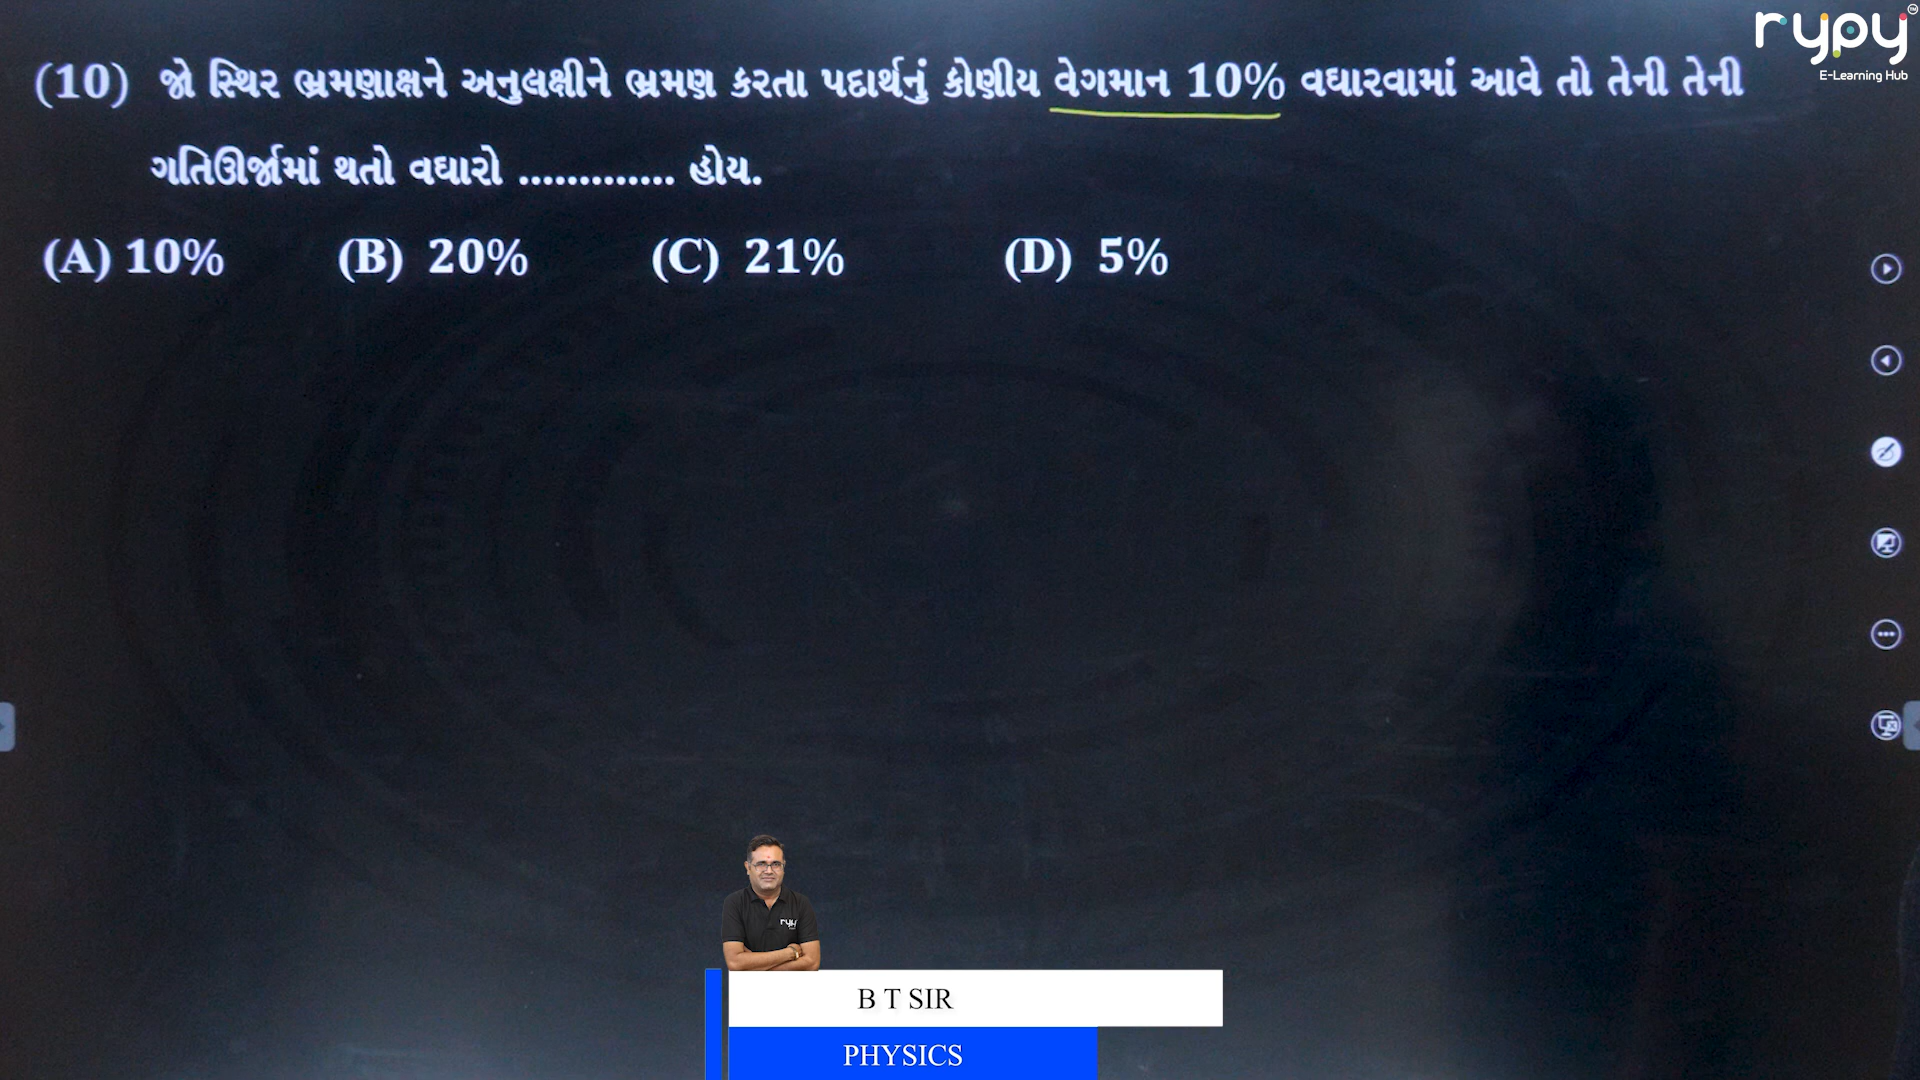 rypy™
E-Learning Hub
(10) જો સ્થિર ભ્રમણાક્ષને અનુલક્ષીને ભ્રમણ કરતા પદાર્થનું કોણીય વેગમાન 10% વધારવામાં આવે તો તેની તેની
ગતિઊર્જામાં થતો વધારો ............. હોય.
(A) 10% (B) 20% (C) 21% (D) 5%
rypy
B T SIR
PHYSICS